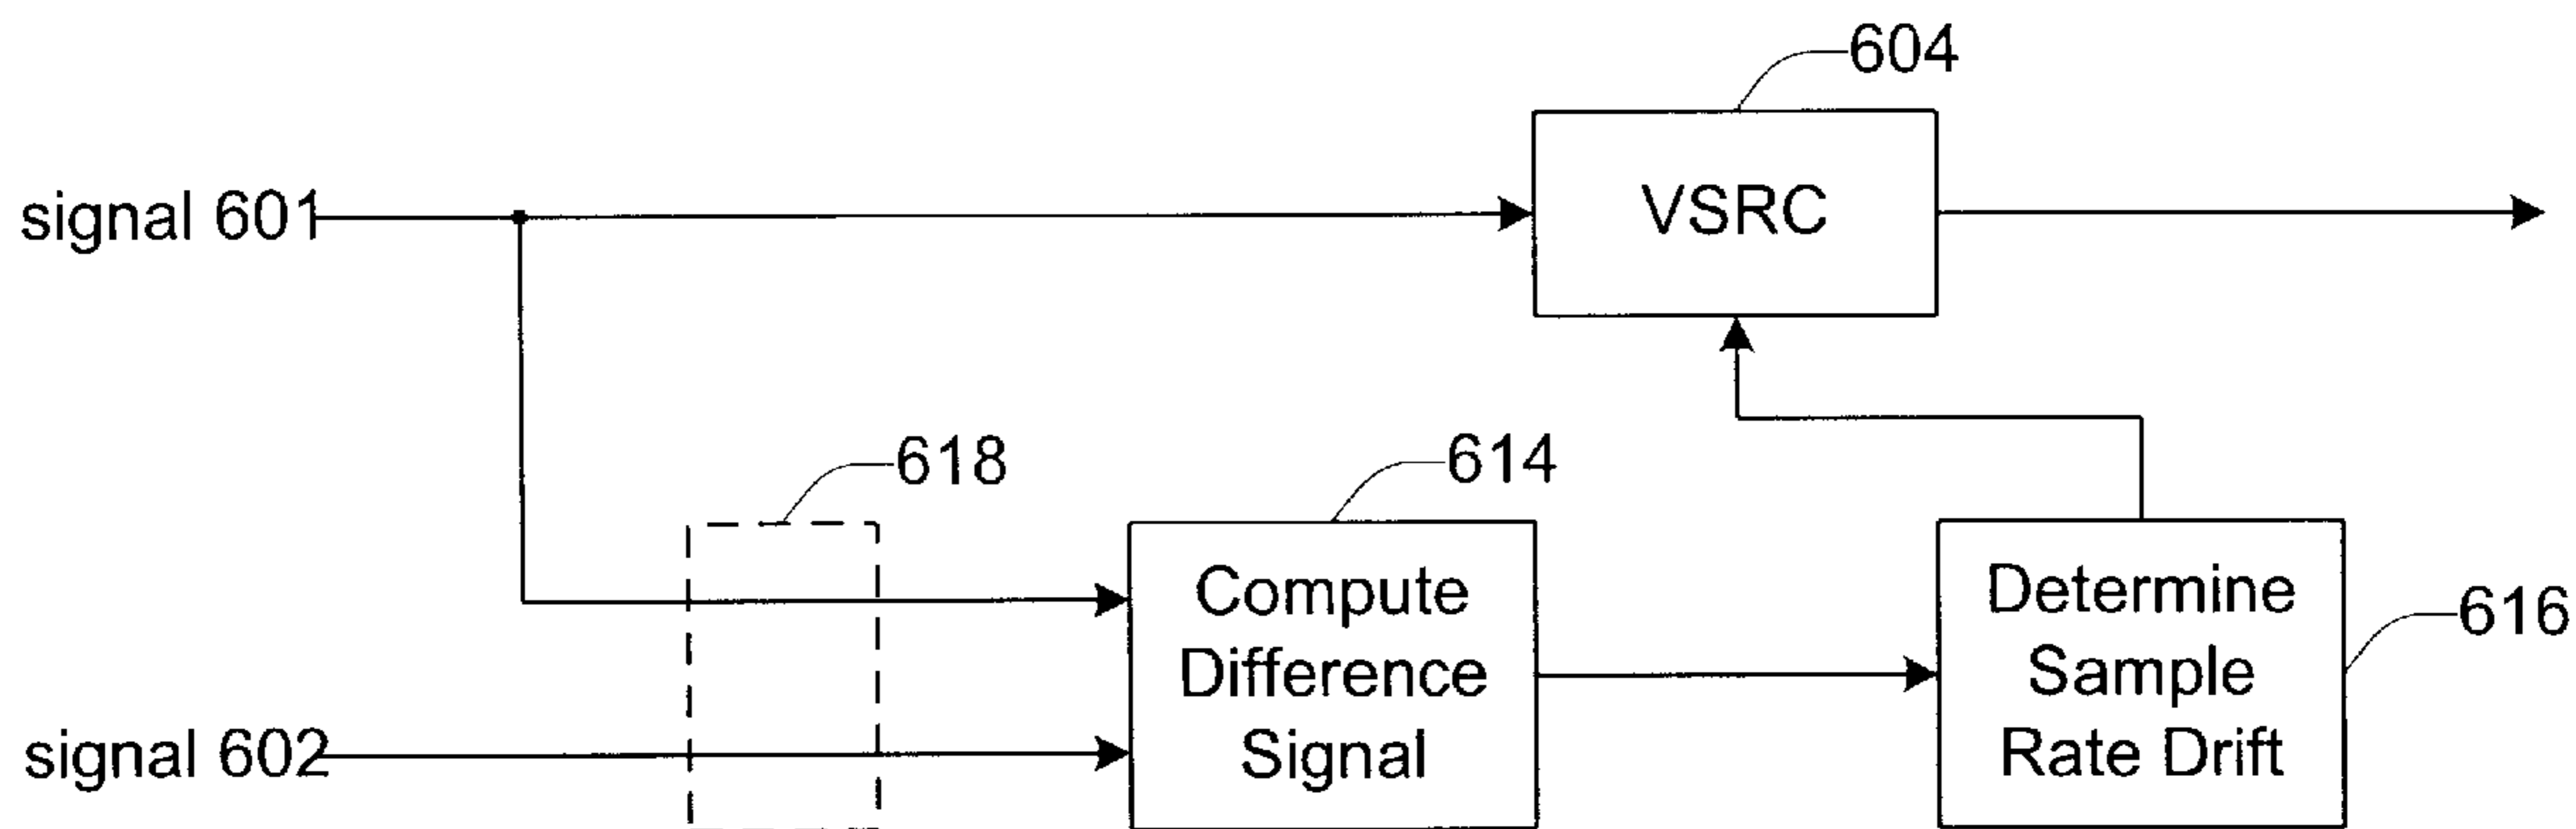 604
signal 601
VSRC
618
614
Compute
Difference
Signal
Determine
Sample
Rate Drift
616
signal 602